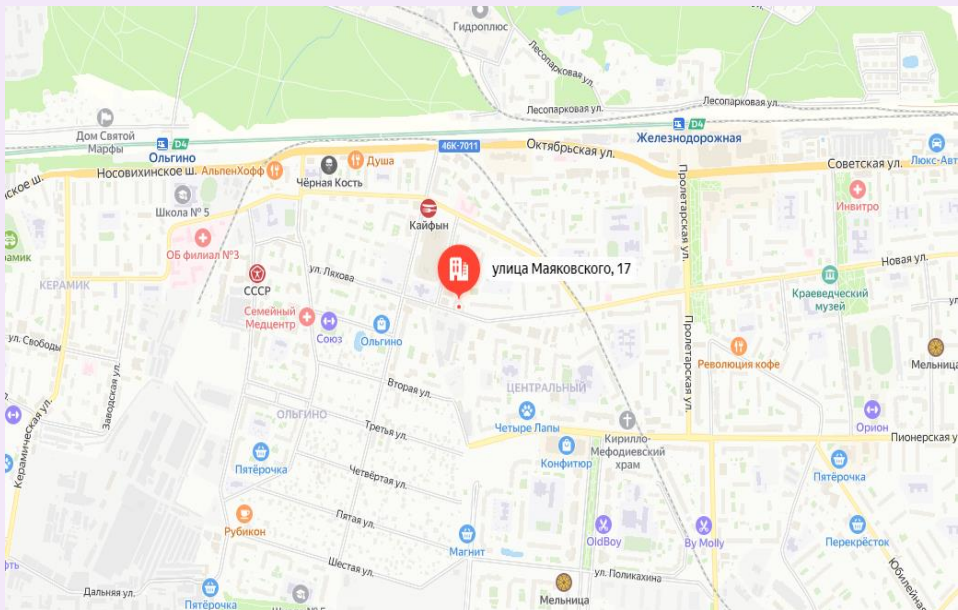 Гидроплюс
Лесопарковая ул.
Лесопарковая ул.
Лесопарковая ул.
Дом Святой
Марфы
D4
Ольгино
46К-7011
Октябрьская ул.
D4
Железнодорожная
Советская ул.
Люкс-Авт
Носовихинское ш.
ское ш.
АльпенХофф
Душа
Чёрная Кость
Школа № 5
Кайфын
Пролетарская ул.
Инвитро
ОБ филиал №3
рамик
КЕРАМИК
СССР
ул. Ляхова
улица Маяковского, 17
Новая ул.
Краеведческий
музей
ул
Семейный
Медцентр
Союз
Ольгино
ул. Свободы
Заводская ул.
Пролетарская ул.
Революция кофе
Мельница
Вторая ул.
ЦЕНТРАЛЬНЫЙ
ОЛЬГИНО
Третья ул.
Четыре Лапы
Кирилло-
Мефодиевский
храм
Орион
Пионерская у
Керамическая ул.
Пятёрочка
Конфитюр
Четвёртая ул.
Пятёрочка
Рубикон
Пятая ул.
Магнит
OldBoy
By Molly
Перекрёсток
Шестая ул.
ул. Поликахина
Юбилейна
фть
Дальняя ул.
Пятёрочка
Мельница